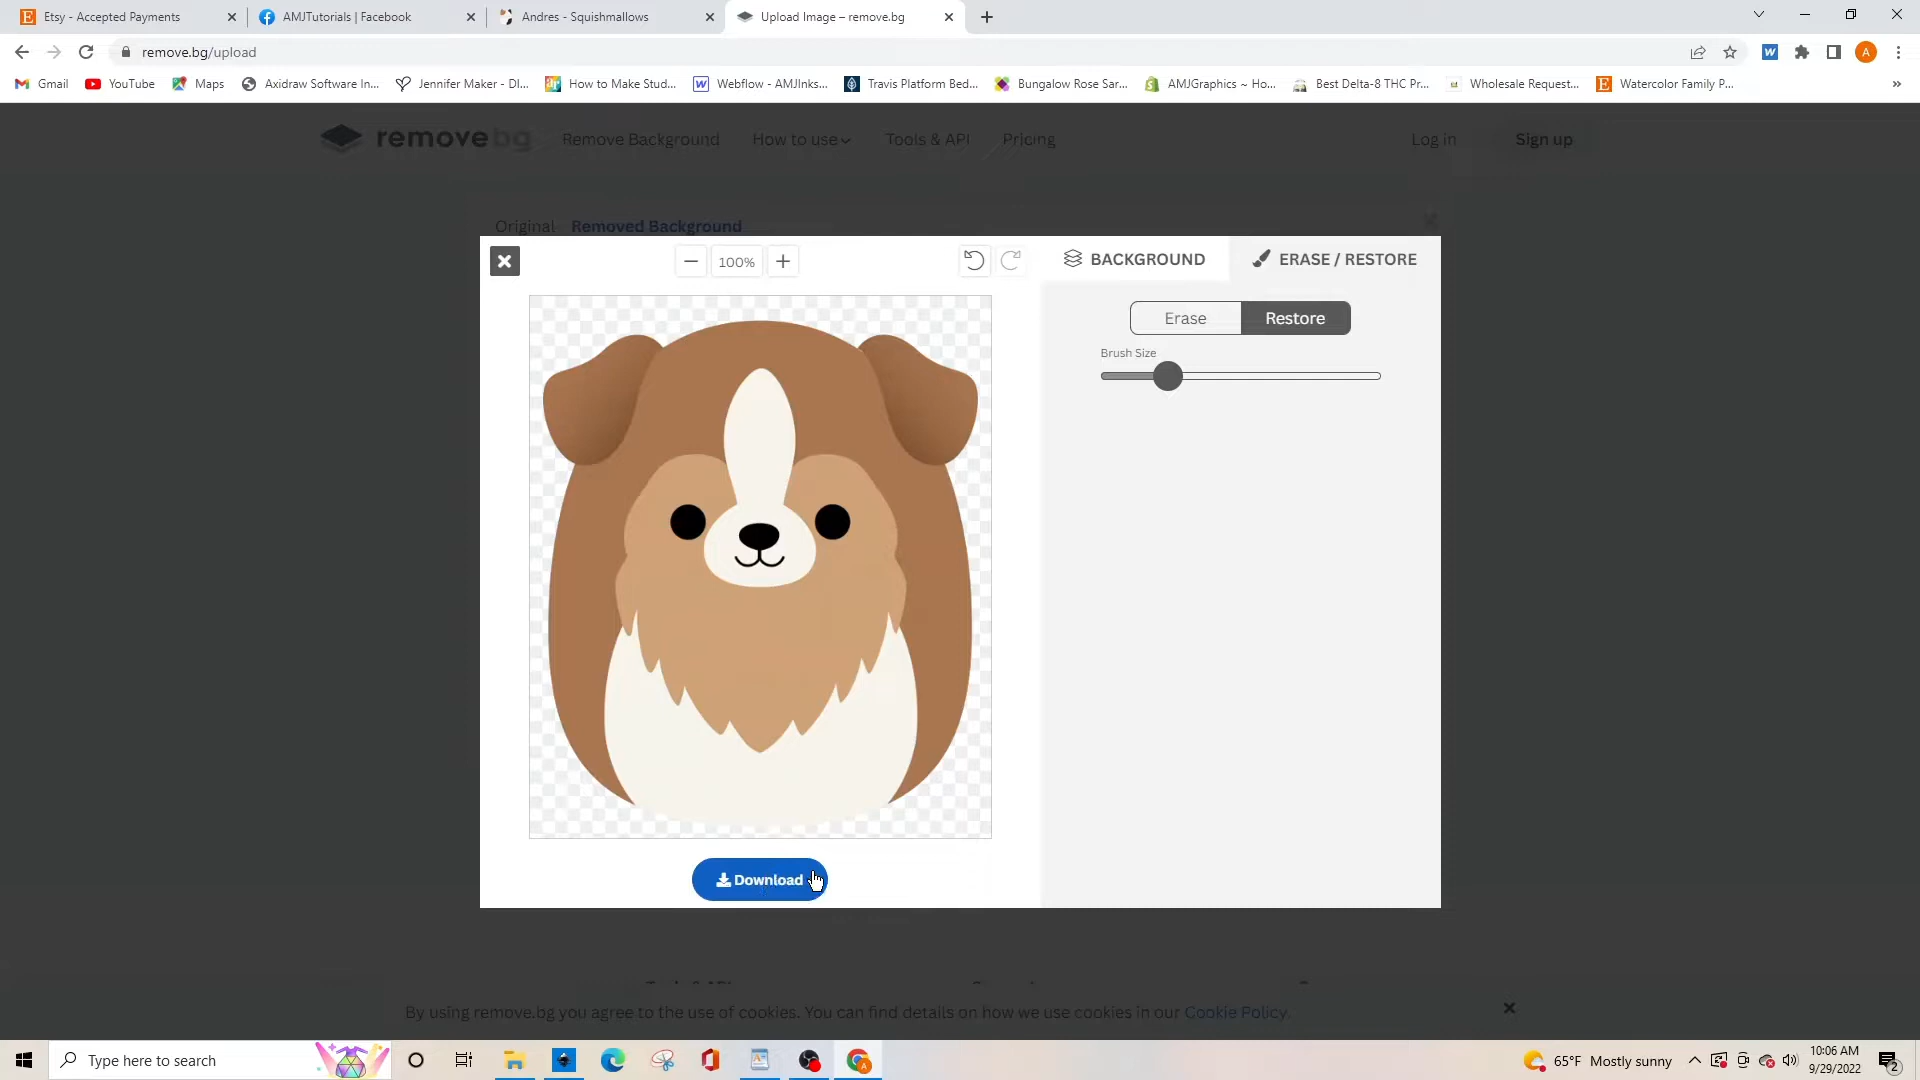 Etsy - Accepted Payments
AMJTutorials | Facebook
Andres - Squishmallows
Upload Image – remove.bg
remove.bg/upload
A
Gmail
YouTube
Maps
Axidraw Software In...
Jennifer Maker - DI...
How to Make Stud...
Webflow - AMJInks...
Travis Platform Bed...
Bungalow Rose Sar...
AMJGraphics ~ Ho...
Best Delta-8 THC Pr...
Wholesale Request...
Watercolor Family P...
remove bg
Remove Background
How to use
Tools & API
Pricing
Log in
Sign up
Original
Removed Background
100%
BACKGROUND
ERASE / RESTORE
Erase
Restore
Brush Size
Download
By using remove.bg you agree to the use of cookies. You can find details on how we use cookies in our Cookie Policy.
Type here to search
65°F Mostly sunny
10:06 AM
9/29/2022
2